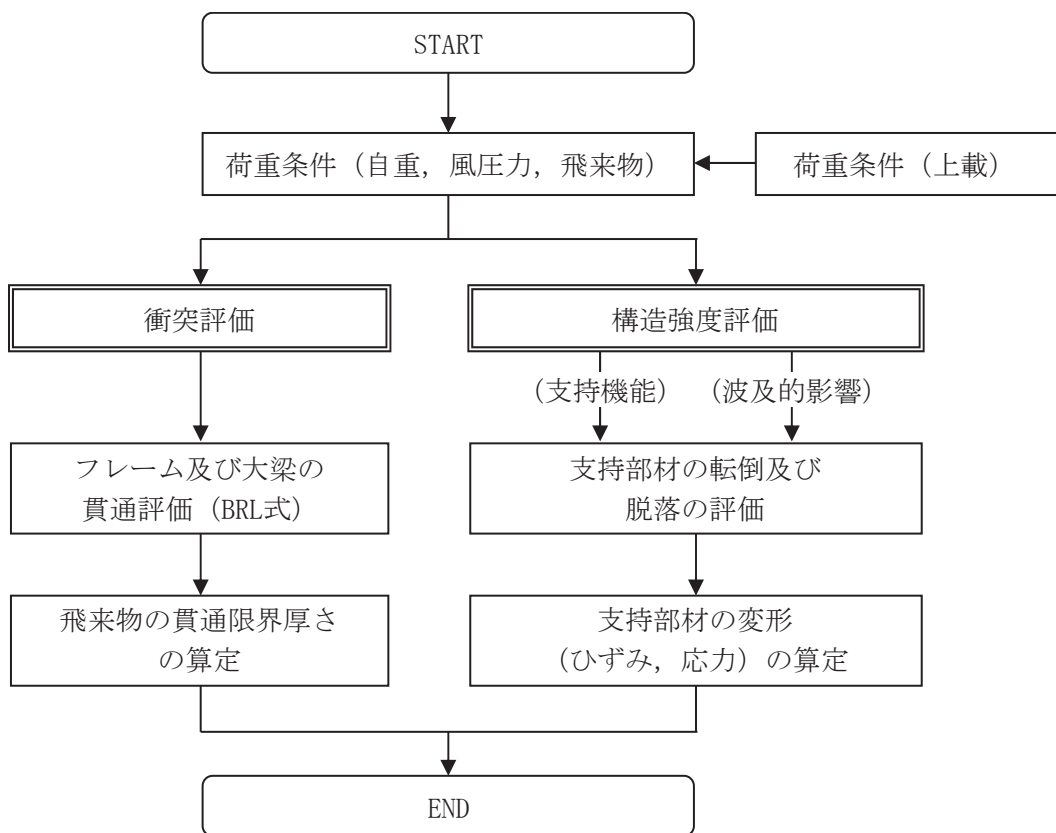 START
荷重条件（自重，風圧力，飛来物）
荷重条件（上載）
衝突評価
構造強度評価
（支持機能）
（波及的影響）
フレーム及び大梁の
貫通評価（BRL式）
支持部材の転倒及び
脱落の評価
飛来物の貫通限界厚さ
の算定
支持部材の変形
（ひずみ，応力）の算定
END